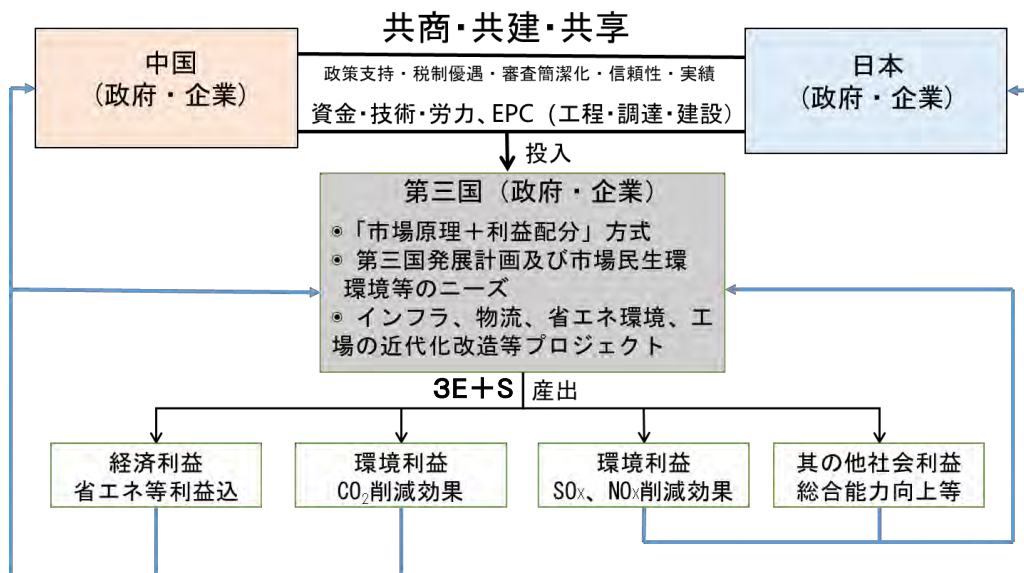 共商・共建・共享
中国
（政府・企業）
政策支持・税制優遇・審査簡潔化・信頼性・実績
資金・技術・労力、EPC（工程・調達・建設）
日本
（政府・企業）
投入
第三国（政府・企業）
◉「市場原理＋利益配分」方式
◉ 第三国発展計画及び市場民生環
環境等のニーズ
◉ インフラ、物流、省エネ環境、工
場の近代化改造等プロジェクト
3E＋S 産出
経済利益
省エネ等利益込
環境利益
CO₂削減効果
環境利益
SOx、NOx削減効果
其の他社会利益
総合能力向上等